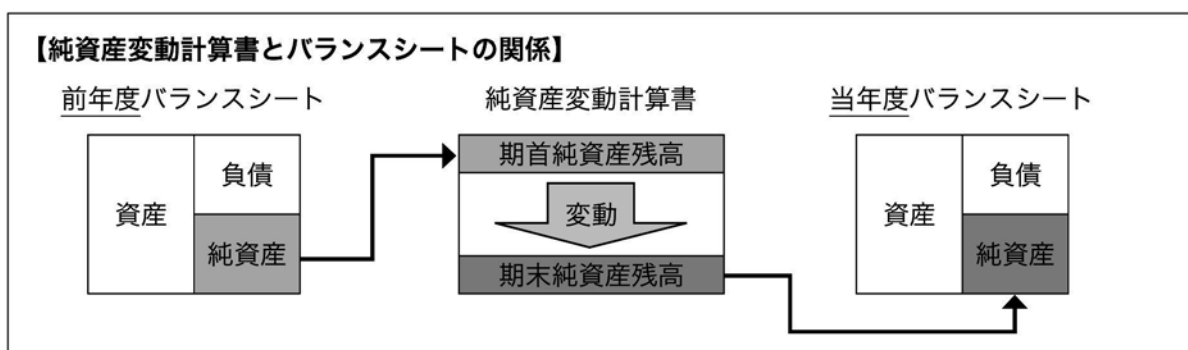 【純資産変動計算書とバランスシートの関係】
前年度バランスシート
資産
負債
純資産
純資産変動計算書
期首純資産残高
変動
期末純資産残高
当年度バランスシート
資産
負債
純資産